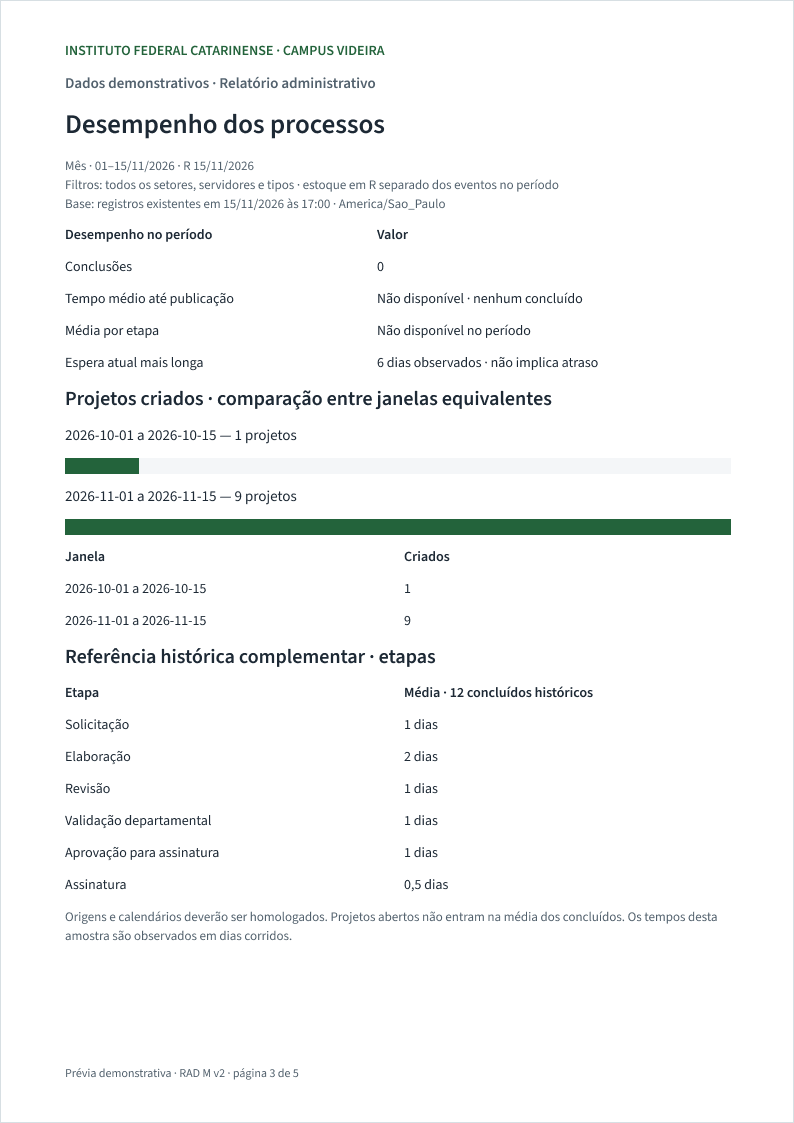 INSTITUTO FEDERAL CATARINENSE · CAMPUS VIDEIRA
Dados demonstrativos · Relatório administrativo
Desempenho dos processos
Mês · 01–15/11/2026 · R 15/11/2026
Filtros: todos os setores, servidores e tipos · estoque em R separado dos eventos no período
Base: registros existentes em 15/11/2026 às 17:00 · America/Sao_Paulo
Desempenho no período Valor
Conclusões 0
Tempo médio até publicação Não disponível · nenhum concluído
Média por etapa Não disponível no período
Espera atual mais longa 6 dias observados · não implica atraso
Projetos criados · comparação entre janelas equivalentes
2026-10-01 a 2026-10-15 — 1 projetos
2026-11-01 a 2026-11-15 — 9 projetos
Janela Criados
2026-10-01 a 2026-10-15 1
2026-11-01 a 2026-11-15 9
Referência histórica complementar · etapas
Etapa Média · 12 concluídos históricos
Solicitação 1 dias
Elaboração 2 dias
Revisão 1 dias
Validação departamental 1 dias
Aprovação para assinatura 1 dias
Assinatura 0,5 dias
Origens e calendários deverão ser homologados. Projetos abertos não entram na média dos concluídos. Os tempos desta
amostra são observados em dias corridos.
Prévia demonstrativa · RAD M v2 · página 3 de 5